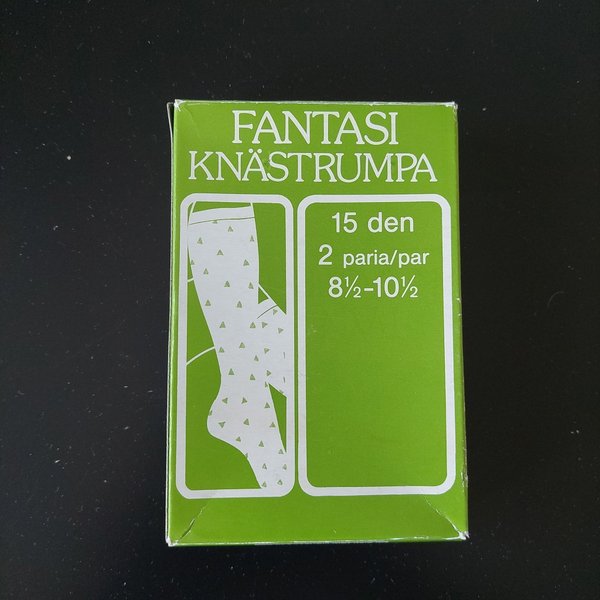 FANTASI
KNÄSTRUMPA
15 den
2 paria/par
8½-10½